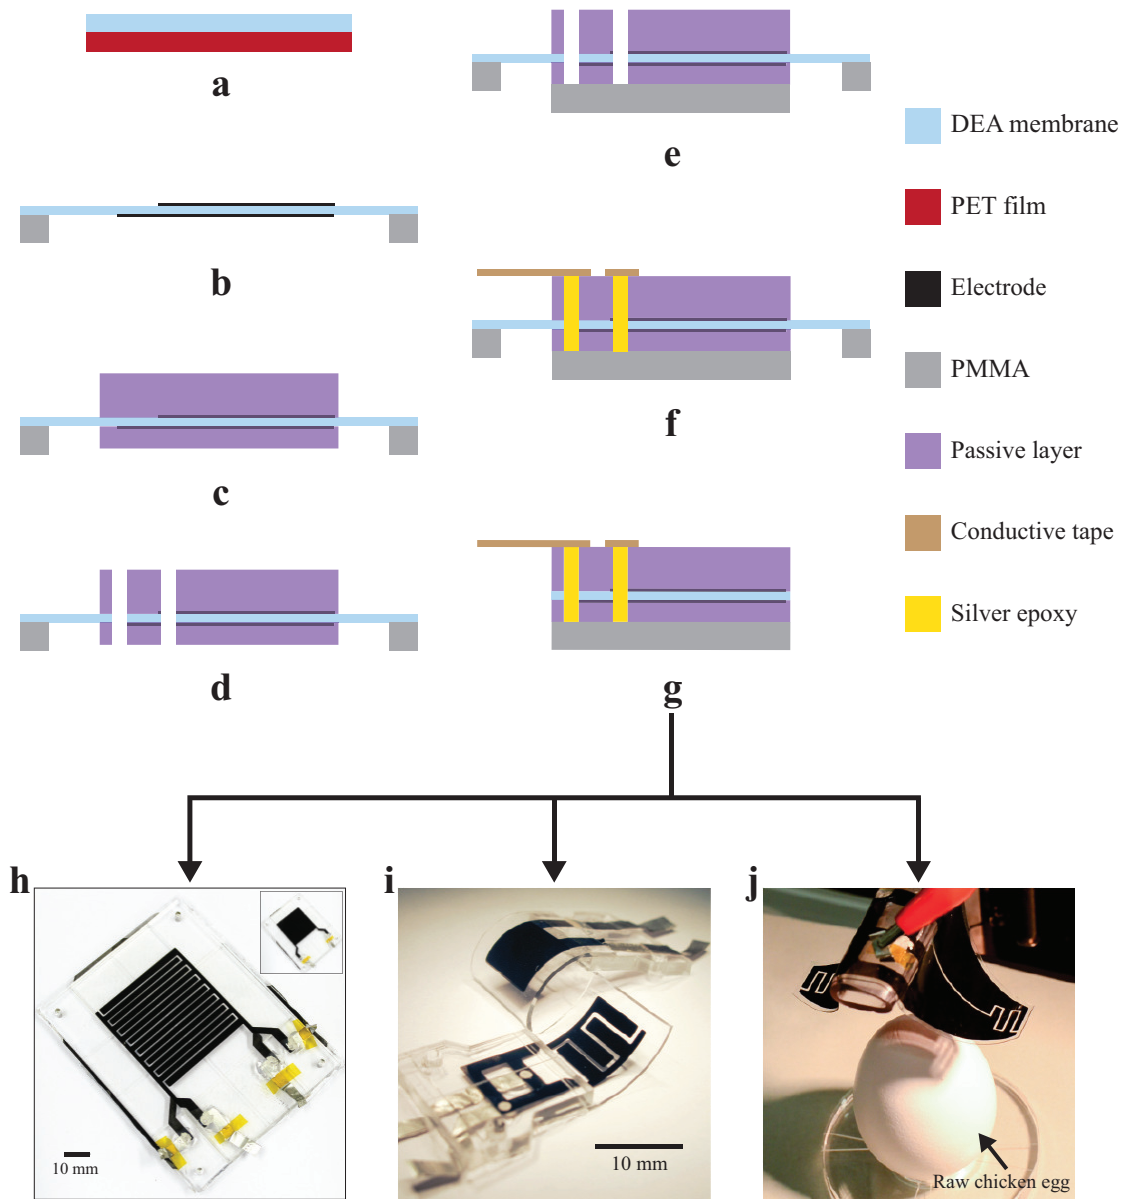 a
b
c
d
e
f
g
DEA membrane
PET film
Electrode
PMMA
Passive layer
Conductive tape
Silver epoxy
h
10 mm
i
10 mm
j
Raw chicken egg